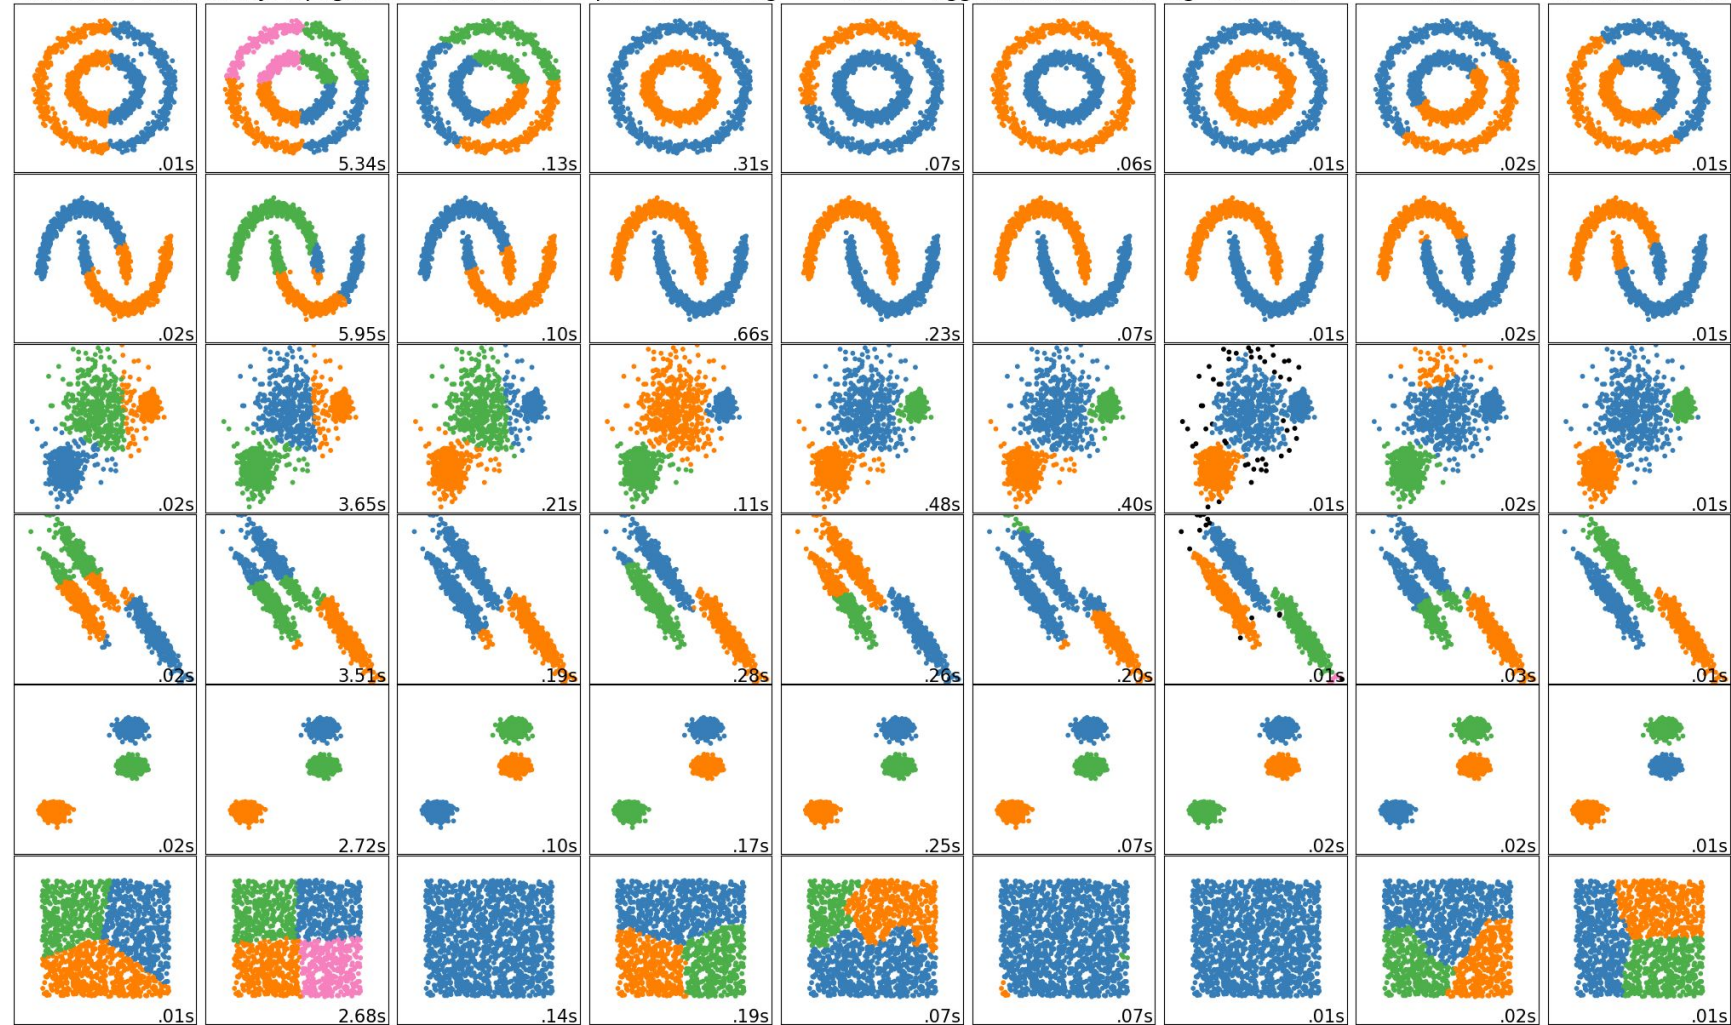 .01s 5.34s .13s .31s .07s .06s .01s .02s .01s
.02s 5.95s .10s .66s .23s .07s .01s .02s .01s
.02s 3.65s .21s .11s .48s .40s .01s .02s .01s
.02s 3.51s .19s .28s .26s .20s .01s .03s .01s
.02s 2.72s .10s .17s .25s .07s .02s .02s .01s
.01s 2.68s .14s .19s .07s .07s .01s .02s .01s